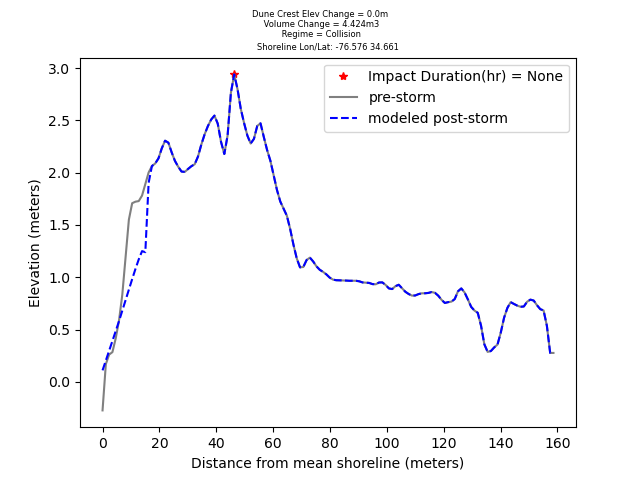 Dune Crest Elev Change = 0.0m
Volume Change = 4.424m3
Regime = Collision
Shoreline Lon/Lat: -76.576 34.661
Impact Duration(hr) = None
pre-storm
modeled post-storm
3.0
2.5
2.0
1.5
1.0
0.5
0.0
Elevation (meters)
0 20 40 60 80 100 120 140 160
Distance from mean shoreline (meters)